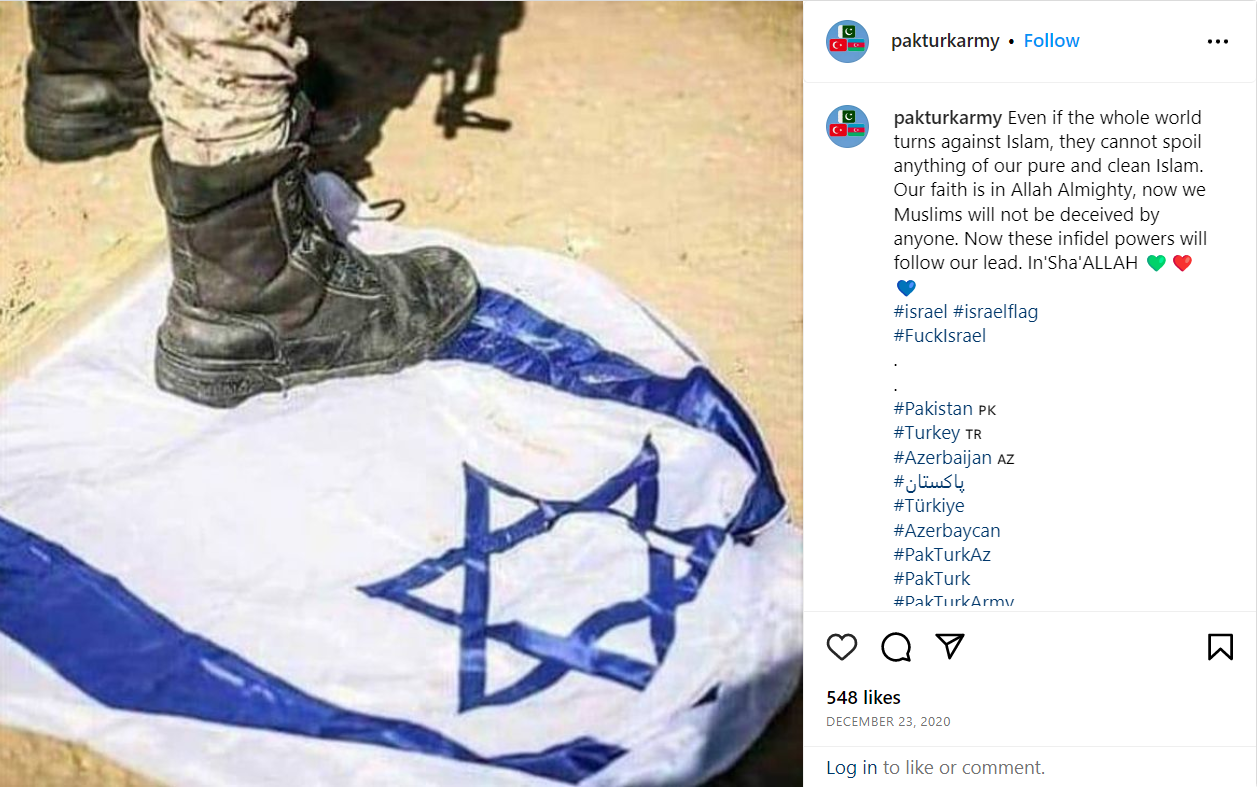 pakturkarmy • Follow
pakturkarmy Even if the whole world
turns against Islam, they cannot spoil
anything of our pure and clean Islam.
Our faith is in Allah Almighty, now we
Muslims will not be deceived by
anyone. Now these infidel powers will
follow our lead. In'Sha'ALLAH 💚 ❤️
💙
#israel #israelflag
#FuckIsrael
.
.
#Pakistan PK
#Turkey TR
#Azerbaijan AZ
#پاکستان
#Türkiye
#Azerbaycan
#PakTurkAz
#PakTurk
#PakTurkArmy
548 likes
DECEMBER 23, 2020
Log in to like or comment.